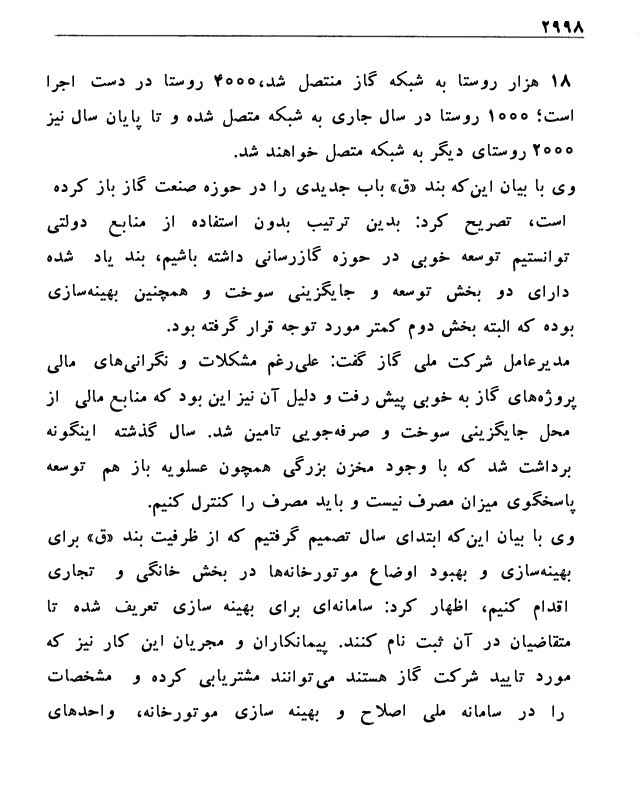 ۲۹۹۸
۱۸ هزار روستا به شبکه گاز منتصل شد،۴۰۰۰ روستا در دست اجرا
است؛ ۱۰۰۰ روستا در سال جاری به شبکه متصل شده و تا پایان سال نیز
۲۰۰۰ روستای دیگر به شبکه متصل خواهند شد.
وی با بیان این‌که بند «ق» باب جدیدی را در حوزه صنعت گاز باز کرده
است، تصریح کرد: بدین ترتیب بدون استفاده از منابع دولتی
توانستیم توسعه خوبی در حوزه گازرسانی داشته باشیم، بند یاد شده
دارای دو بخش توسعه و جایگزینی سوخت و همچنین بهینه‌سازی
بوده که البته بخش دوم کمتر مورد توجه قرار گرفته بود.
مدیرعامل شرکت ملی گاز گفت: علی‌رغم مشکلات و نگرانی‌های مالی
پروژه‌های گاز به خوبی پیش رفت و دلیل آن نیز این بود که منابع مالی از
محل جایگزینی سوخت و صرفه‌جویی تامین شد. سال گذشته اینگونه
برداشت شد که با وجود مخزن بزرگی همچون عسلویه باز هم توسعه
پاسخگوی میزان مصرف نیست و باید مصرف را کنترل کنیم.
وی با بیان این‌که ابتدای سال تصمیم گرفتیم که از ظرفیت بند «ق» برای
بهینه‌سازی و بهبود اوضاع موتورخانه‌ها در بخش خانگی و تجاری
اقدام کنیم، اظهار کرد: سامانه‌ای برای بهینه سازی تعریف شده تا
متقاضیان در آن ثبت نام کنند. پیمانکاران و مجریان این کار نیز که
مورد تایید شرکت گاز هستند می‌توانند مشتریابی کرده و مشخصات
را در سامانه ملی اصلاح و بهینه سازی موتورخانه، واحدهای